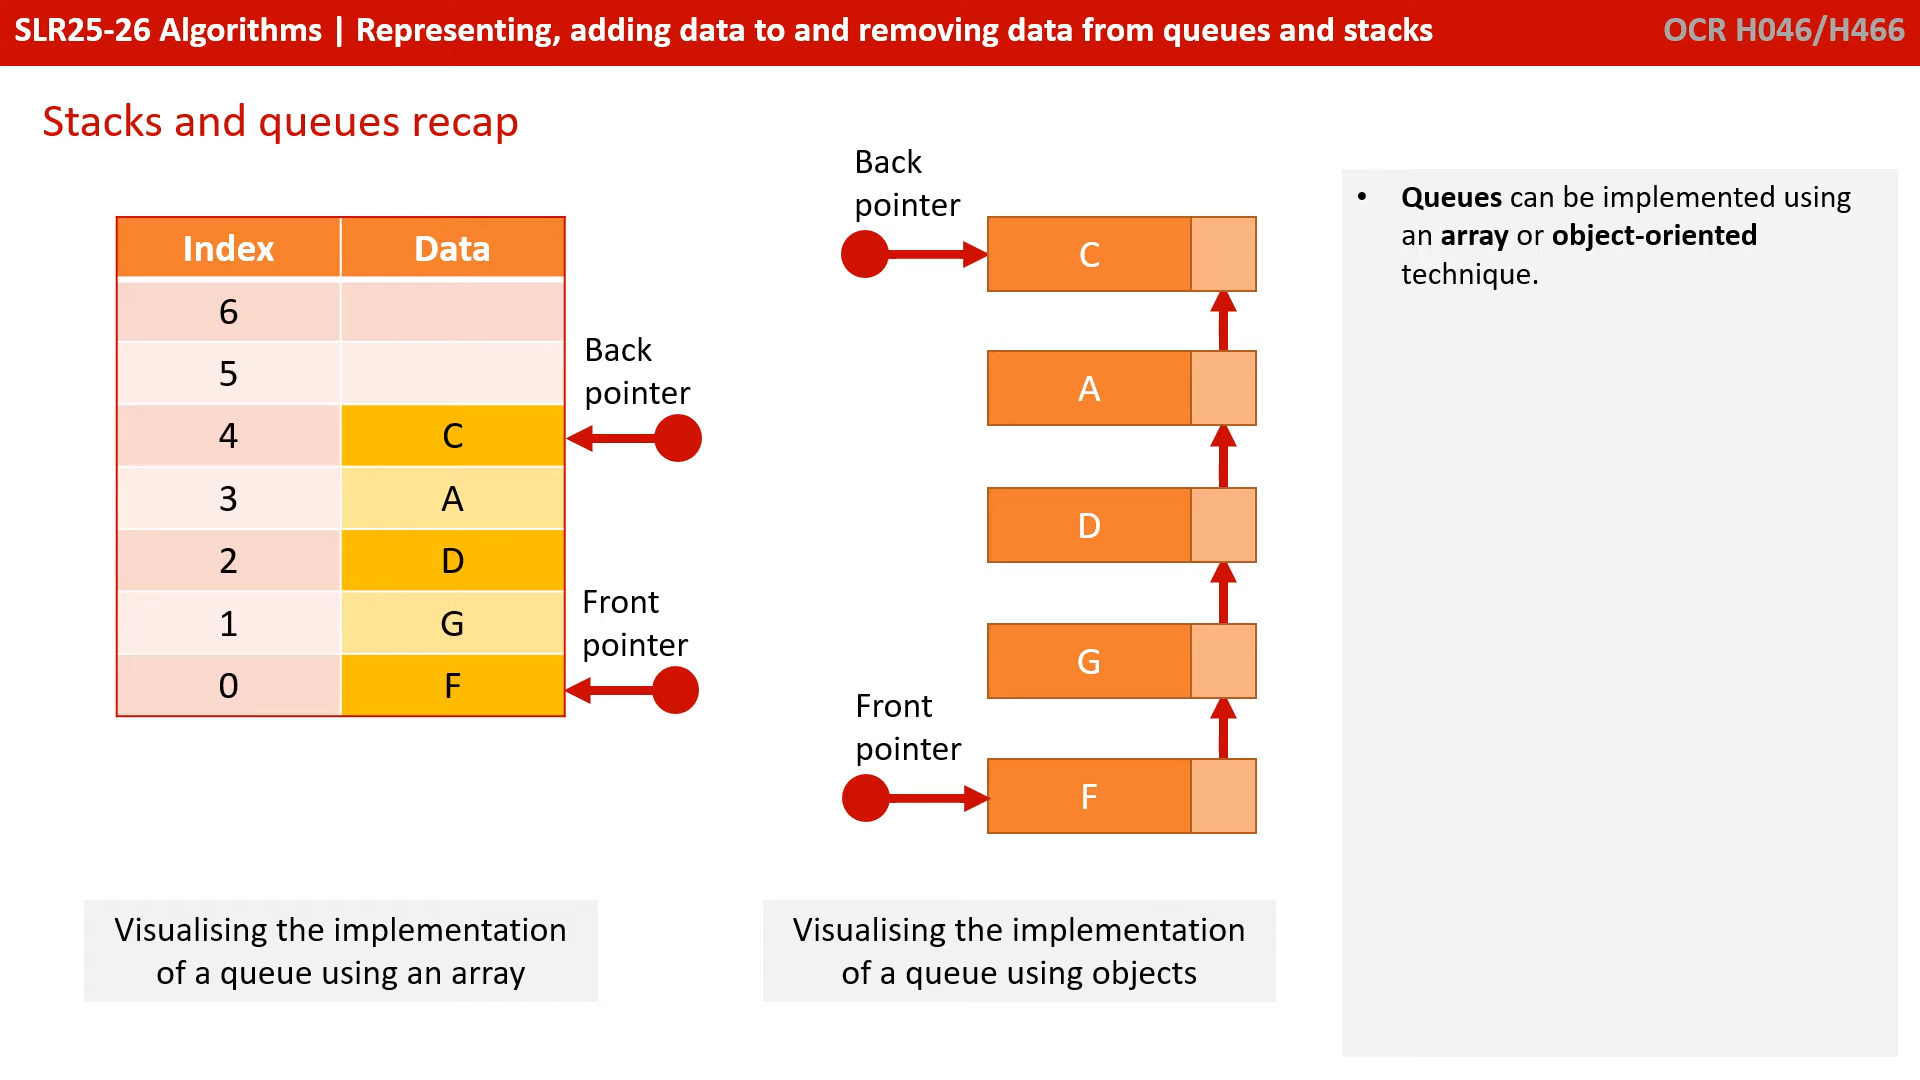 SLR25-26 Algorithms | Representing, adding data to and removing data from queues and stacks
OCR H046/H466
Stacks and queues recap
Index Data
6
5
4 C
3 A
2 D
1 G
0 F
Back
pointer
Front
pointer
Visualising the implementation
of a queue using an array
Back
pointer
C
A
D
G
Front
pointer
F
Visualising the implementation
of a queue using objects
• Queues can be implemented using
an array or object-oriented
technique.